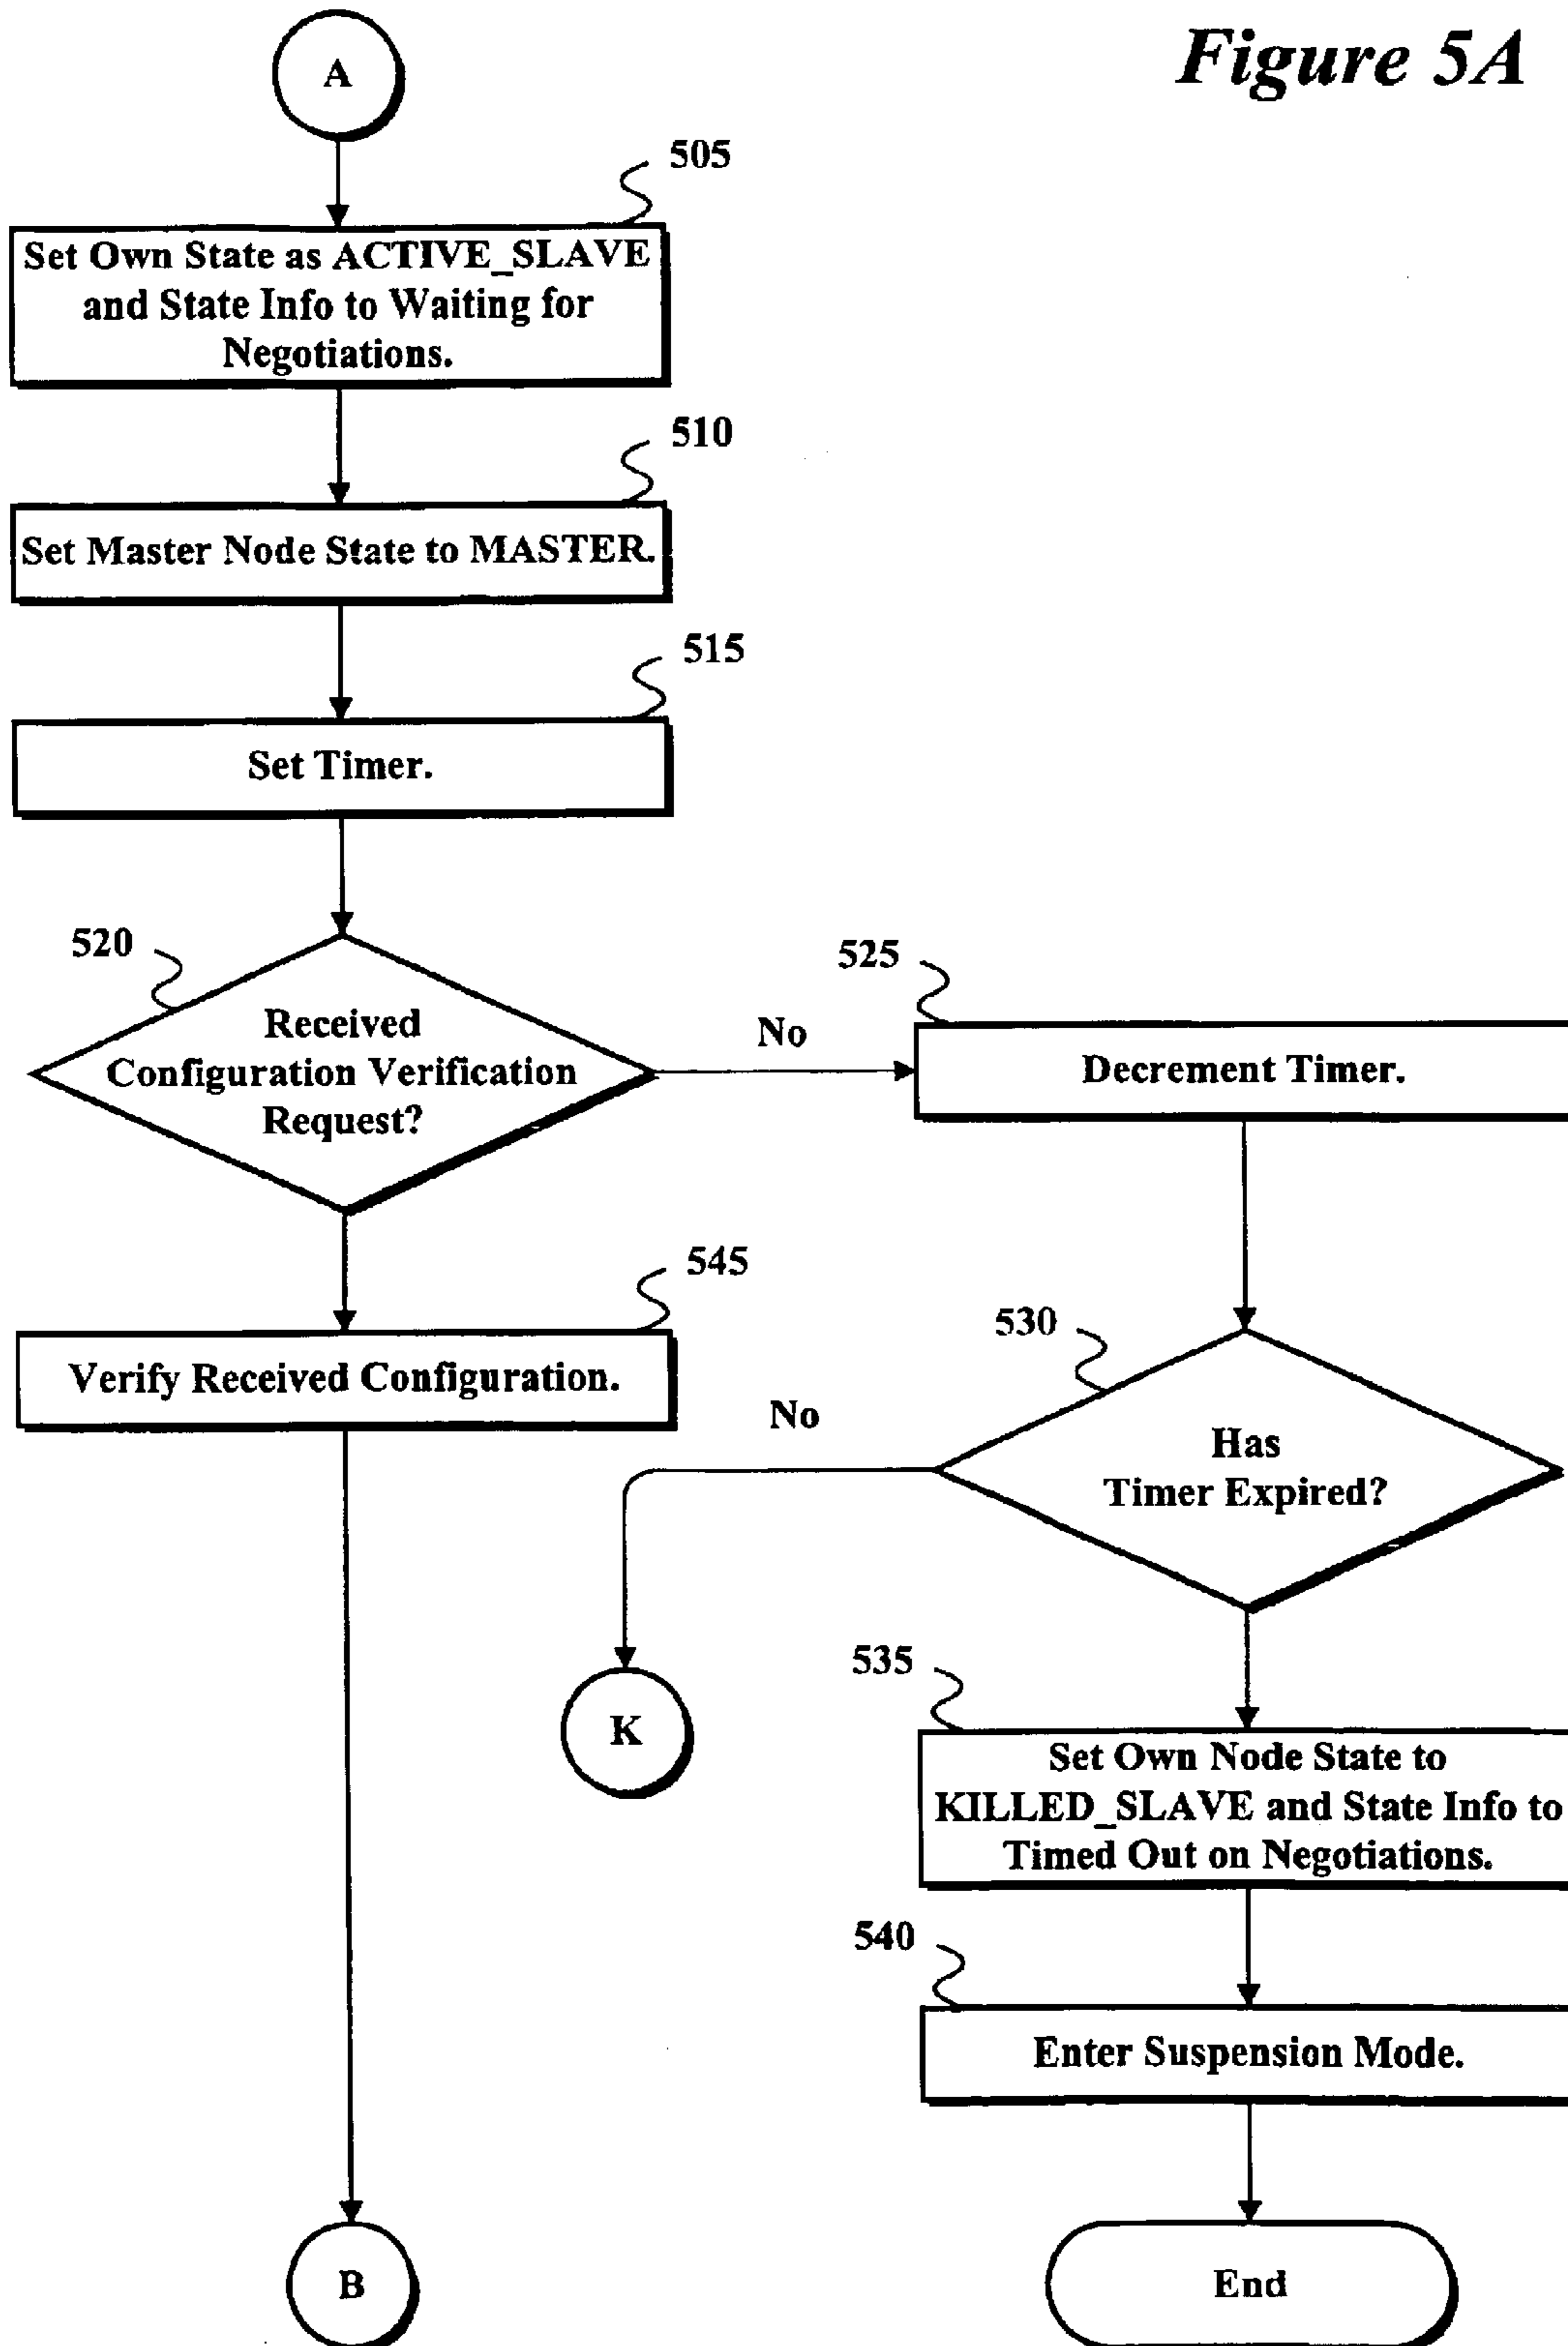 Figure 5A
A
505
Set Own State as ACTIVE_SLAVE
and State Info to Waiting for
Negotiations.
510
Set Master Node State to MASTER.
515
Set Timer.
520
Received
Configuration Verification
Request?
No
525
Decrement Timer.
545
Verify Received Configuration.
530
Has
Timer Expired?
No
K
535
Set Own Node State to
KILLED_SLAVE and State Info to
Timed Out on Negotiations.
540
Enter Suspension Mode.
B
End